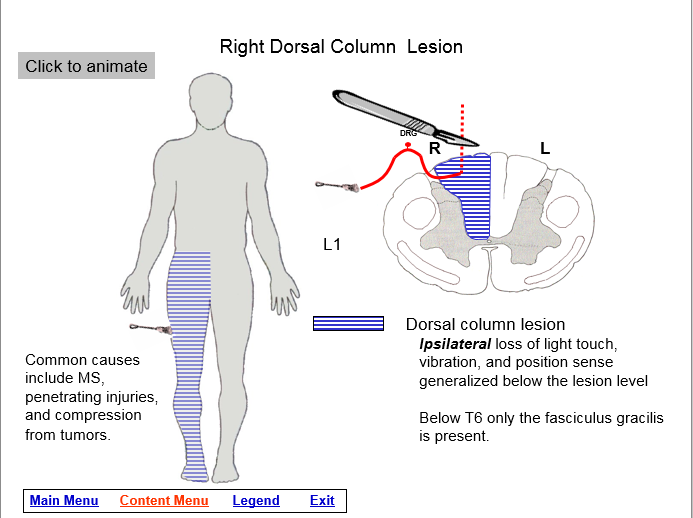 Right Dorsal Column Lesion
Click to animate
DRG
R
L
L1
Dorsal column lesion
Ipsilateral loss of light touch,
vibration, and position sense
generalized below the lesion level
Below T6 only the fasciculus gracilis
is present.
Common causes
include MS,
penetrating injuries,
and compression
from tumors.
Main Menu Content Menu Legend Exit